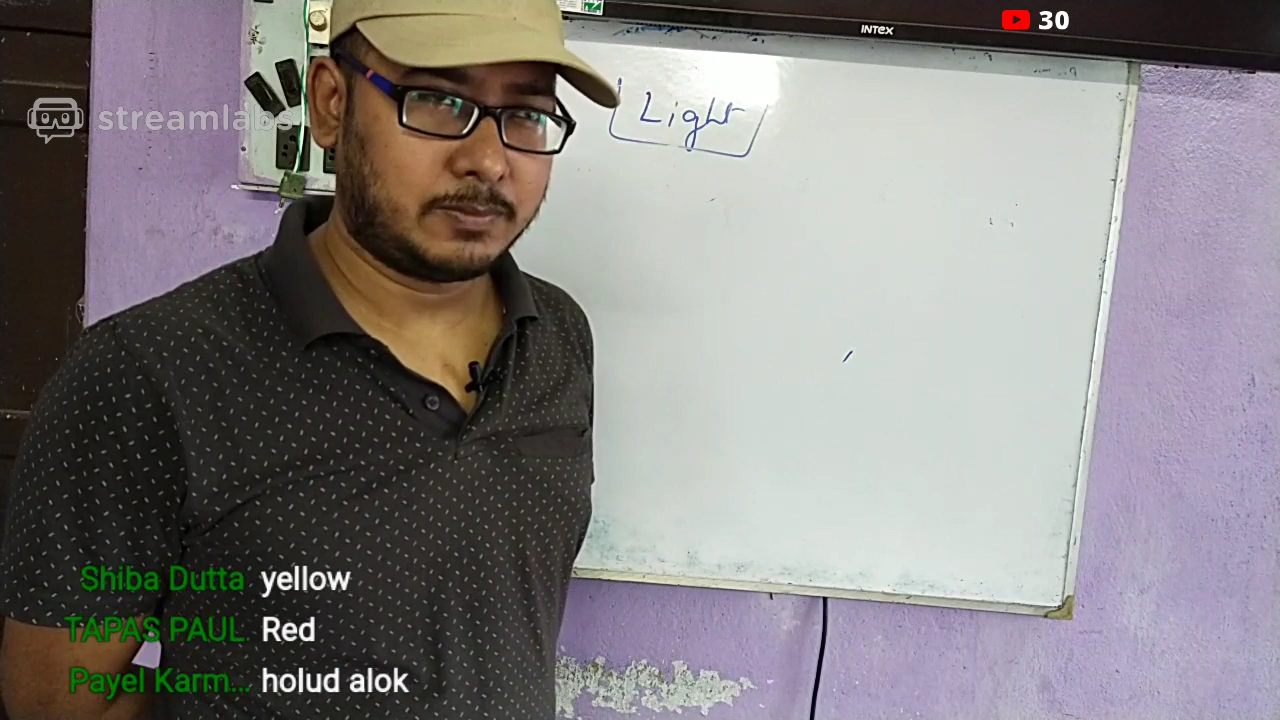 INTEX
30
streamlabs
Light
Shiba Dutta yellow
TAPAS PAUL Red
Payel Karm... holud alok